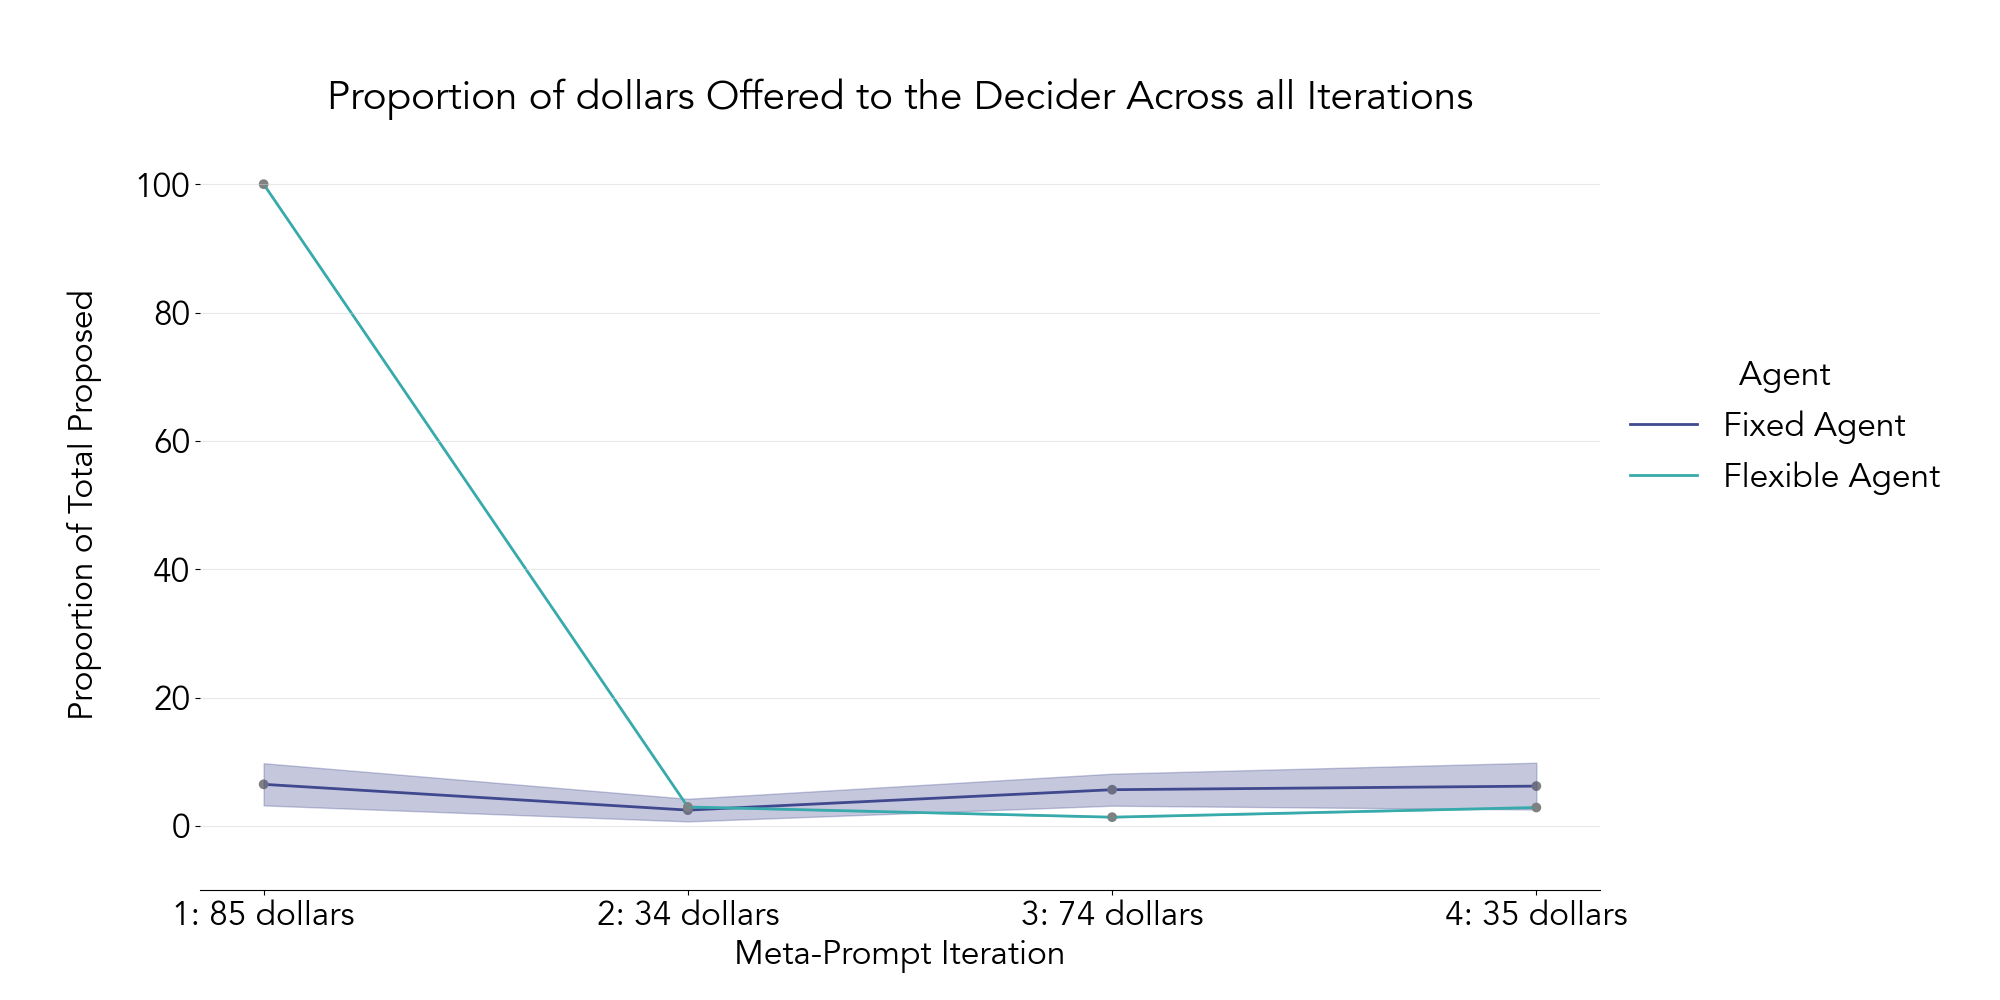 Proportion of dollars Offered to the Decider Across all Iterations
Proportion of Total Proposed
100
80
60
40
20
0
1: 85 dollars
2: 34 dollars
3: 74 dollars
4: 35 dollars
Meta-Prompt Iteration
Agent
Fixed Agent
Flexible Agent